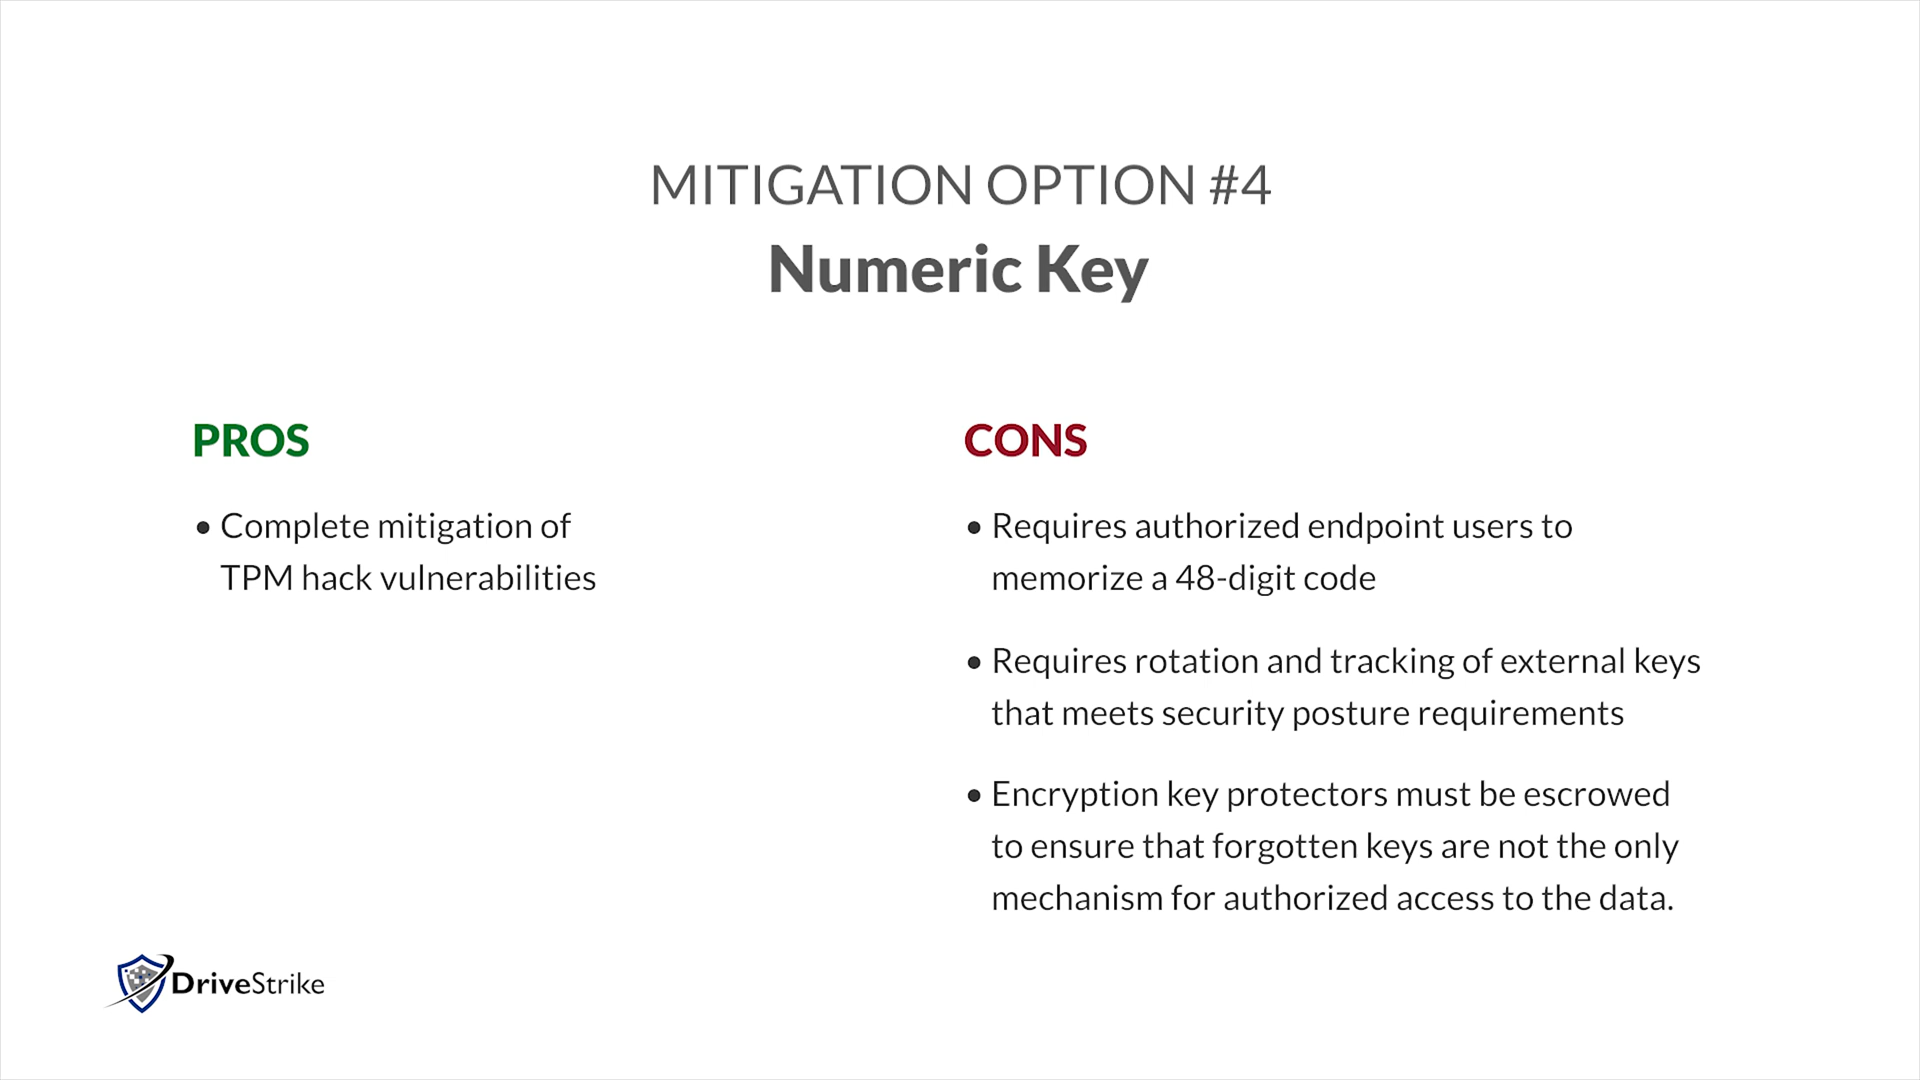 MITIGATION OPTION #4
Numeric Key
PROS
• Complete mitigation of
TPM hack vulnerabilities
CONS
• Requires authorized endpoint users to
memorize a 48-digit code
• Requires rotation and tracking of external keys
that meets security posture requirements
• Encryption key protectors must be escrowed
to ensure that forgotten keys are not the only
mechanism for authorized access to the data.
DriveStrike